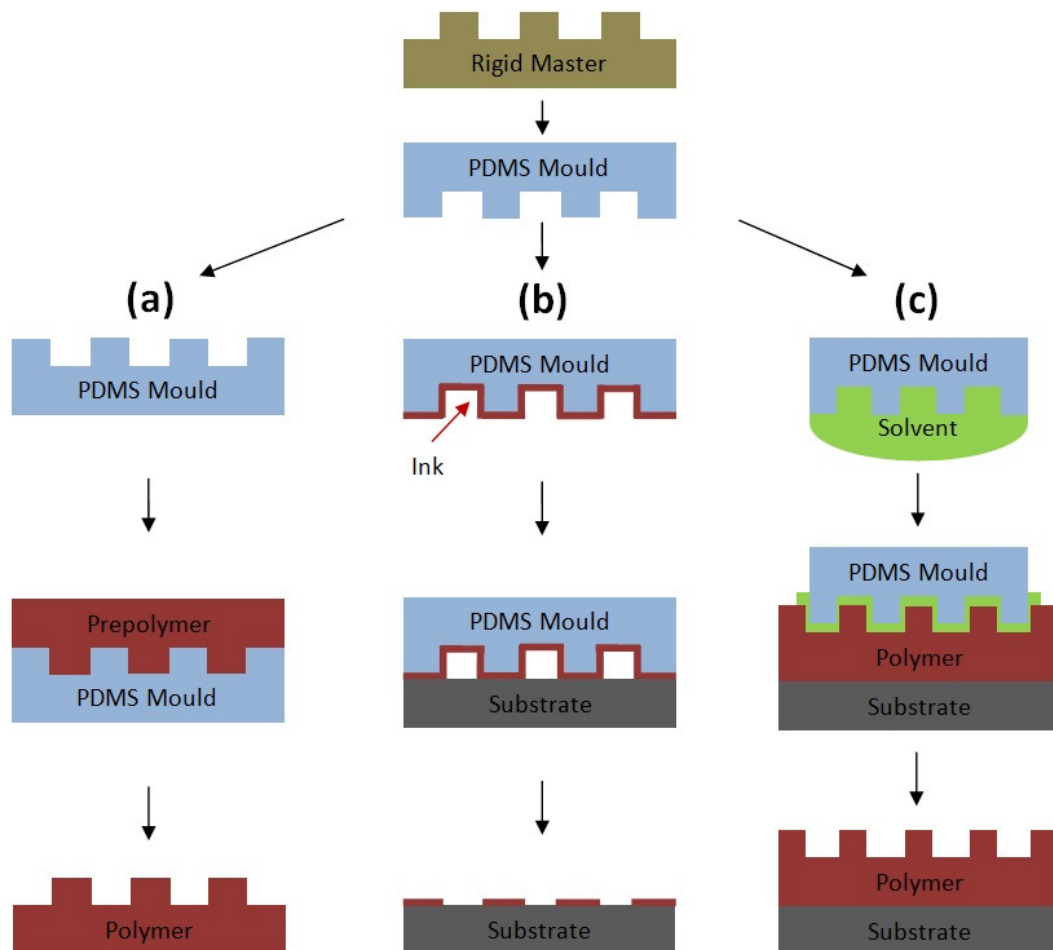 Rigid Master
PDMS Mould
(a)
(b)
(c)
PDMS Mould
PDMS Mould
Ink
PDMS Mould
Solvent
Prepolymer
PDMS Mould
PDMS Mould
Substrate
PDMS Mould
Polymer
Substrate
Polymer
Substrate
Polymer
Substrate